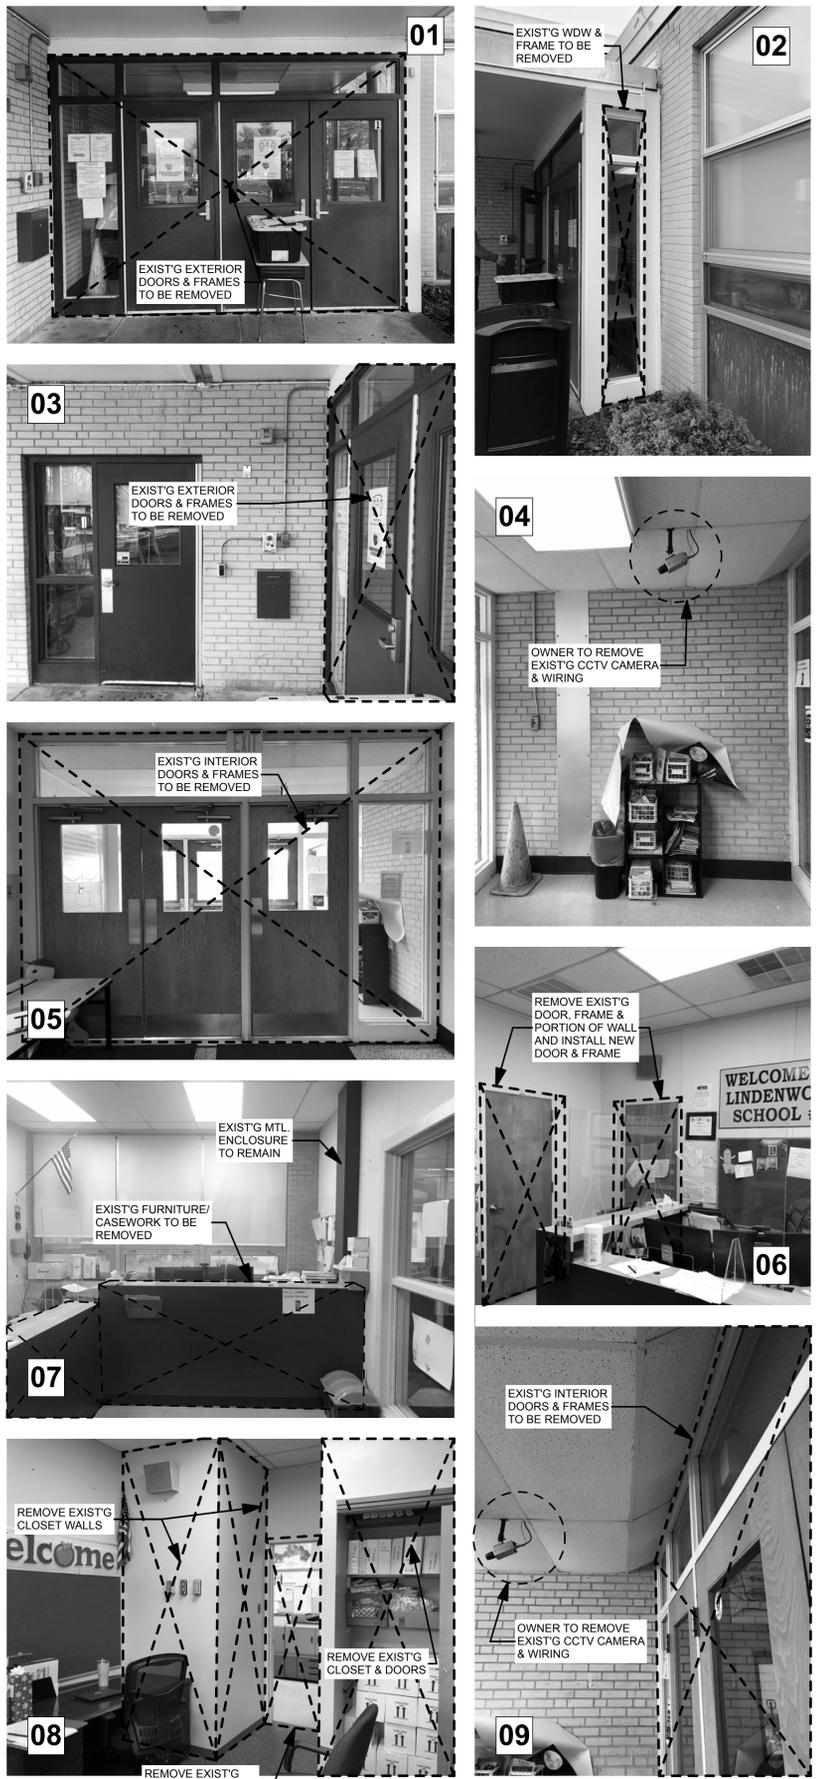 01
EXIST'G EXTERIOR
DOORS & FRAMES
TO BE REMOVED
02
EXIST'G WDW &
FRAME TO BE
REMOVED
03
EXIST'G EXTERIOR
DOORS & FRAMES
TO BE REMOVED
04
OWNER TO REMOVE
EXIST'G CCTV CAMERA
& WIRING
EXIT
EXIST'G INTERIOR
DOORS & FRAMES
TO BE REMOVED
05
REMOVE EXIST'G
DOOR, FRAME &
PORTION OF WALL
AND INSTALL NEW
DOOR & FRAME
NOTICE
WELCOME
LINDENWO
SCHOOL #
06
EXIST'G MTL.
ENCLOSURE
TO REMAIN
EXIST'G FURNITURE/
CASEWORK TO BE
REMOVED
07
REMOVE EXIST'G
CLOSET WALLS
elcome
REMOVE EXIST'G
CLOSET & DOORS
08
REMOVE EXIST'G
EXIST'G INTERIOR
DOORS & FRAMES
TO BE REMOVED
OWNER TO REMOVE
EXIST'G CCTV CAMERA
& WIRING
09